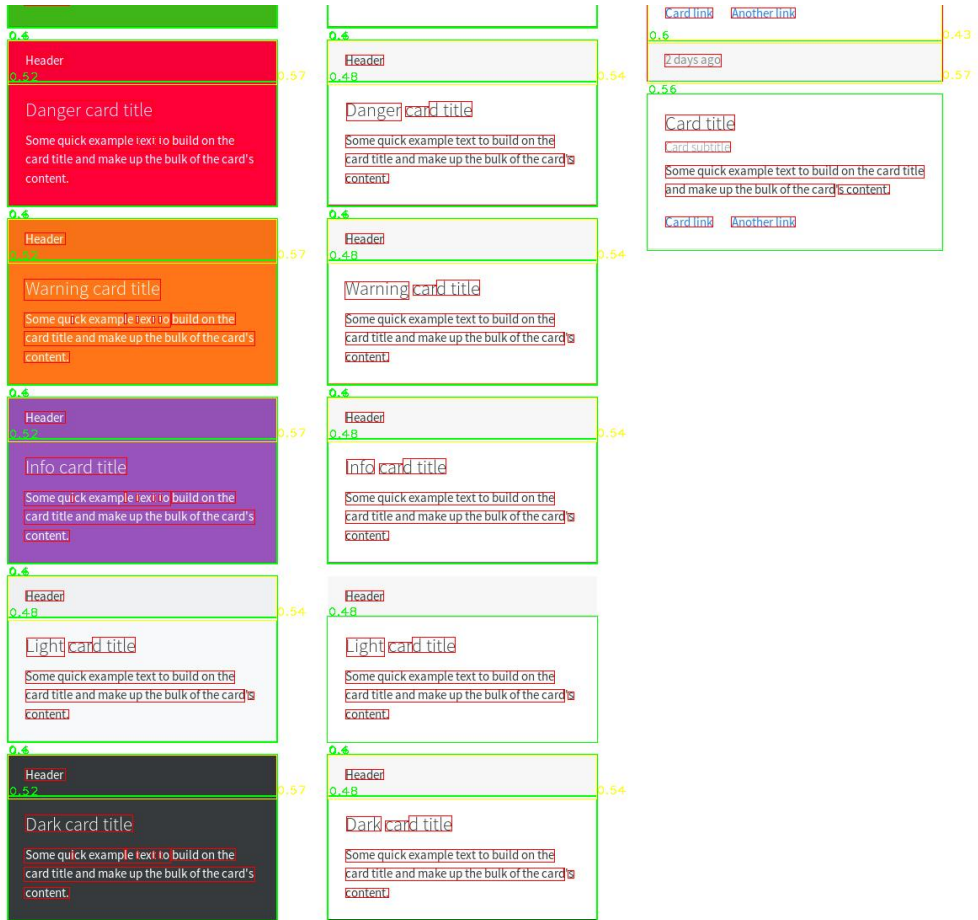 0.6
Header
0.52
0.57
Danger card title
Some quick example text to build on the
card title and make up the bulk of the card's
content.
0.6
Header
0.57
Warning card title
Some quick example text to build on the
card title and make up the bulk of the card's
content.
0.6
Header
0.52
0.57
Info card title
Some quick example text to build on the
card title and make up the bulk of the card's
content.
0.6
Header
0.48
0.54
Light card title
Some quick example text to build on the
card title and make up the bulk of the card's
content.
0.6
Header
0.52
0.57
Dark card title
Some quick example text to build on the
card title and make up the bulk of the card's
content.
0.6
Header
0.48
0.54
Danger card title
Some quick example text to build on the
card title and make up the bulk of the card's
content.
0.6
Header
0.48
0.54
Warning card title
Some quick example text to build on the
card title and make up the bulk of the card's
content.
0.6
Header
0.48
0.54
Info card title
Some quick example text to build on the
card title and make up the bulk of the card's
content.
Header
0.48
Light card title
Some quick example text to build on the
card title and make up the bulk of the card's
content.
0.6
Header
0.48
0.54
Dark card title
Some quick example text to build on the
card title and make up the bulk of the card's
content.
Card link Another link
0.6
0.43
2 days ago
0.57
0.56
Card title
Card subtitle
Some quick example text to build on the card title
and make up the bulk of the card's content.
Card link Another link